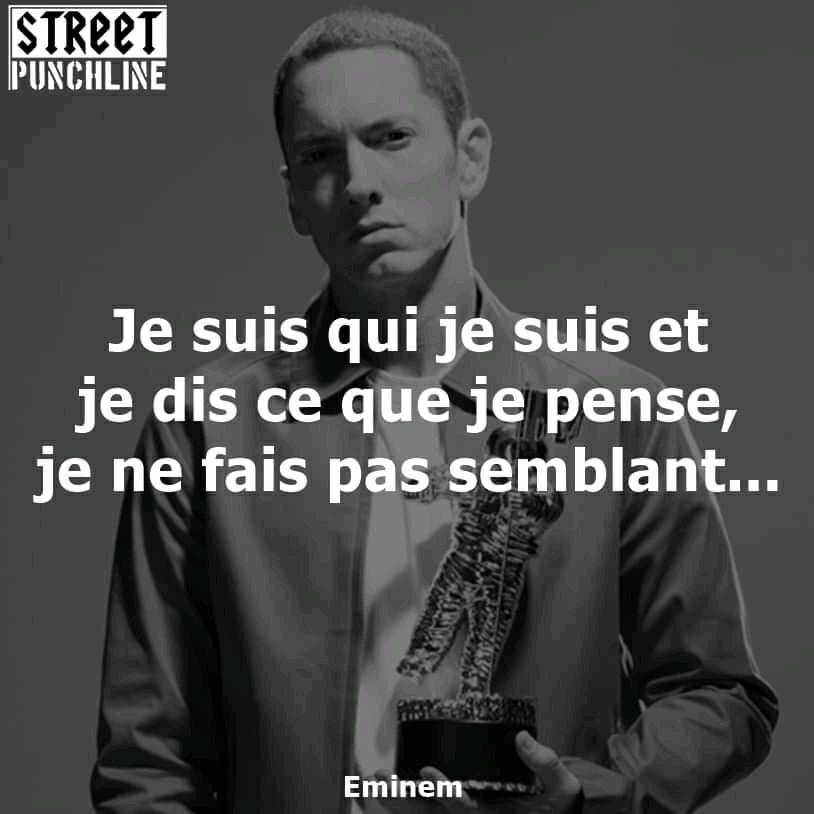 STREET
PUNCHLINE
Je suis qui je suis et
je dis ce que je pense,
je ne fais pas semblant...
Eminem